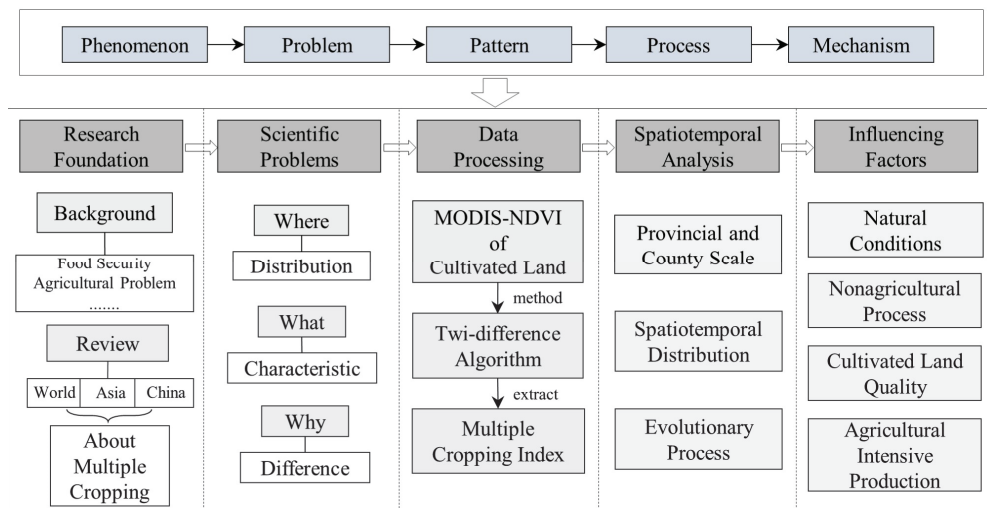 Phenomenon
Problem
Pattern
Process
Mechanism
Research
Foundation
Scientific
Problems
Data
Processing
Spatiotemporal
Analysis
Influencing
Factors
Background
Food Security
Agricultural Problem
.......
Review
World
Asia
China
About
Multiple
Cropping
Where
Distribution
What
Characteristic
Why
Difference
MODIS-NDVI
of
Cultivated Land
method
Twi-difference
Algorithm
extract
Multiple
Cropping Index
Provincial and
County Scale
Spatiotemporal
Distribution
Evolutionary
Process
Natural
Conditions
Nonagricultural
Process
Cultivated Land
Quality
Agricultural
Intensive
Production